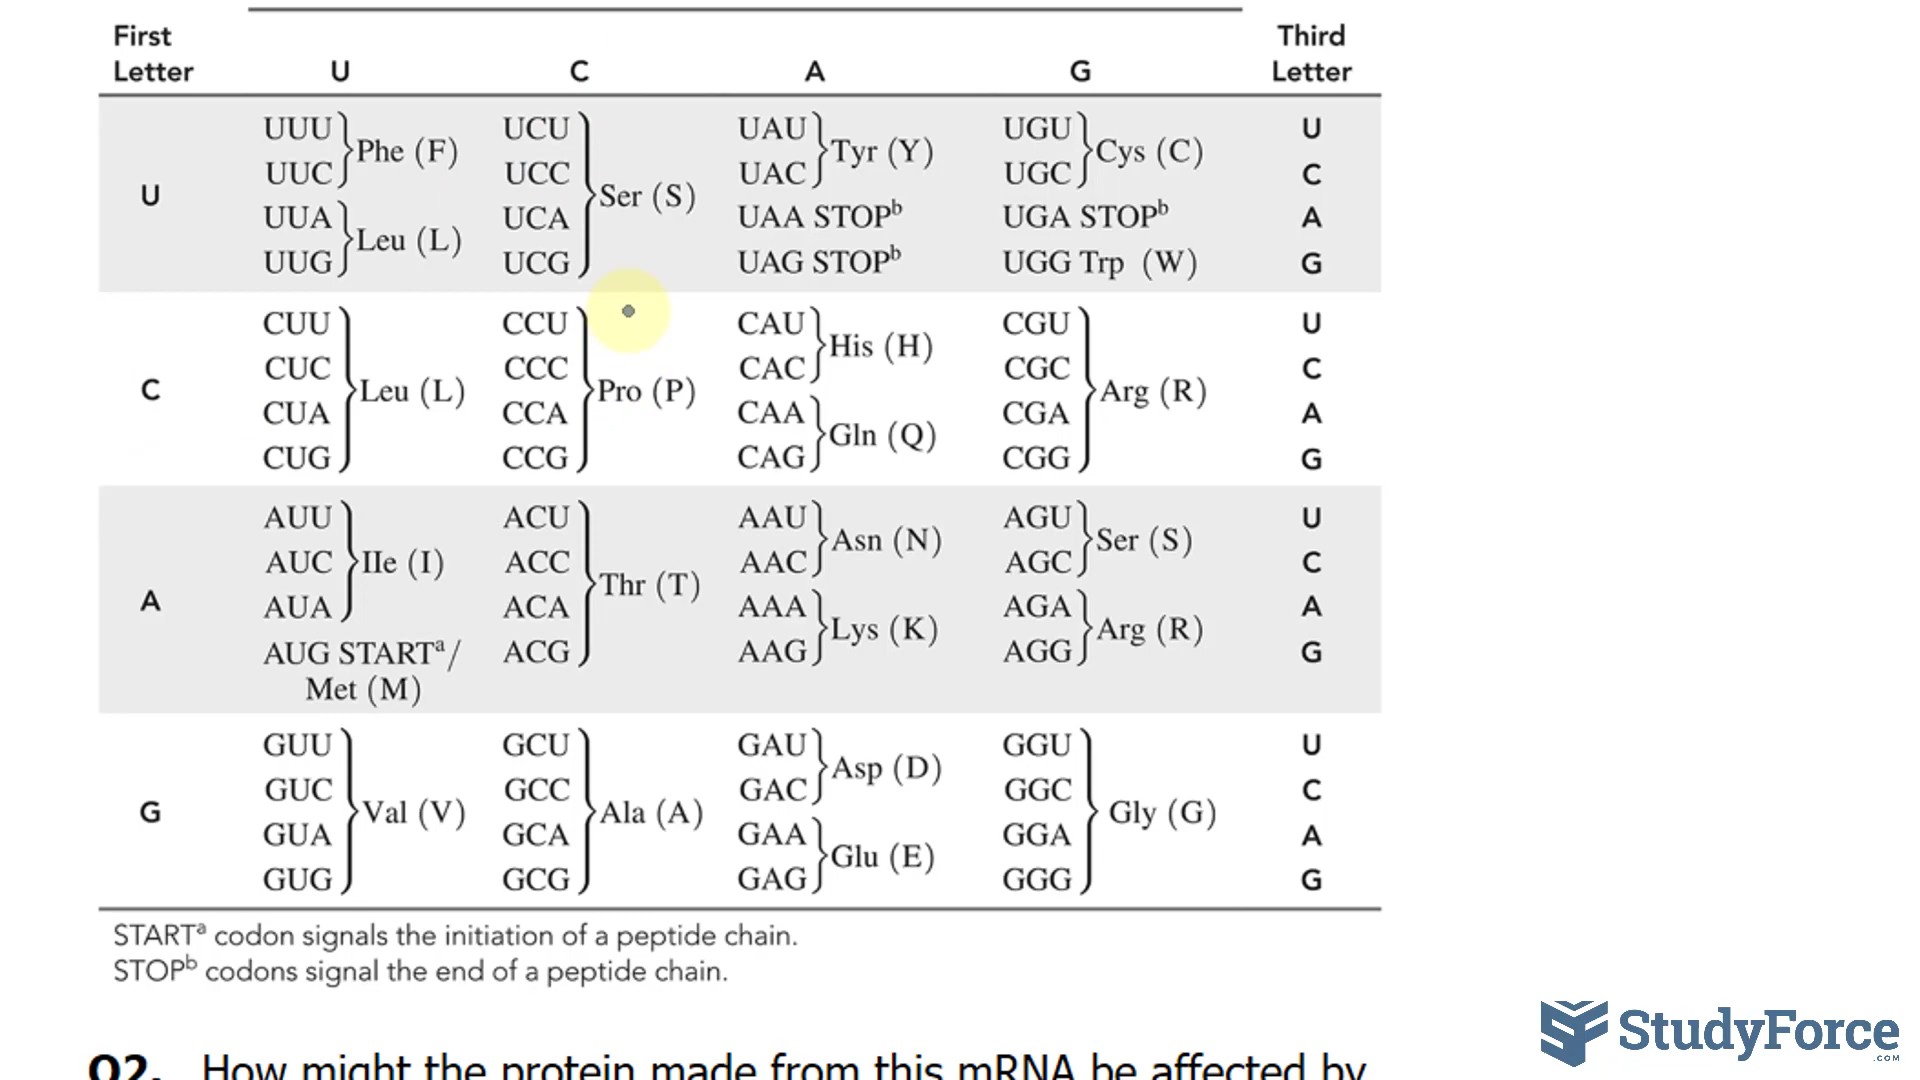 First Letter U C A G Third Letter
UUU UCU UAU UGU U
Phe (F) Tyr (Y) Cys (C)
UUC UCC UAC UGC C
U Ser (S)
UUA UCA UAA STOPᵇ UGA STOPᵇ A
Leu (L)
UUG UCG UAG STOPᵇ UGG Trp (W) G
CUU CCU CAU CGU U
His (H)
CUC CCC CAC CGC C
C Leu (L) Pro (P) Arg (R)
CUA CCA CAA CGA A
Gln (Q)
CUG CCG CAG CGG G
AUU ACU AAU AGU U
Asn (N) Ser (S)
AUC IIe (I) ACC AAC AGC C
Thr (T)
A AUA ACA AAA AGA A
Lys (K) Arg (R)
AUG STARTᵃ/ ACG AAG AGG G
Met (M)
GUU GCU GAU GGU U
Asp (D)
GUC GCC GAC GGC C
G Val (V) Ala (A) Gly (G)
GUA GCA GAA GGA A
Glu (E)
GUG GCG GAG GGG G
STARTᵃ codon signals the initiation of a peptide chain.
STOPᵇ codons signal the end of a peptide chain.
Q2. How might the protein made from this mRNA be affected by
StudyForce
.COM